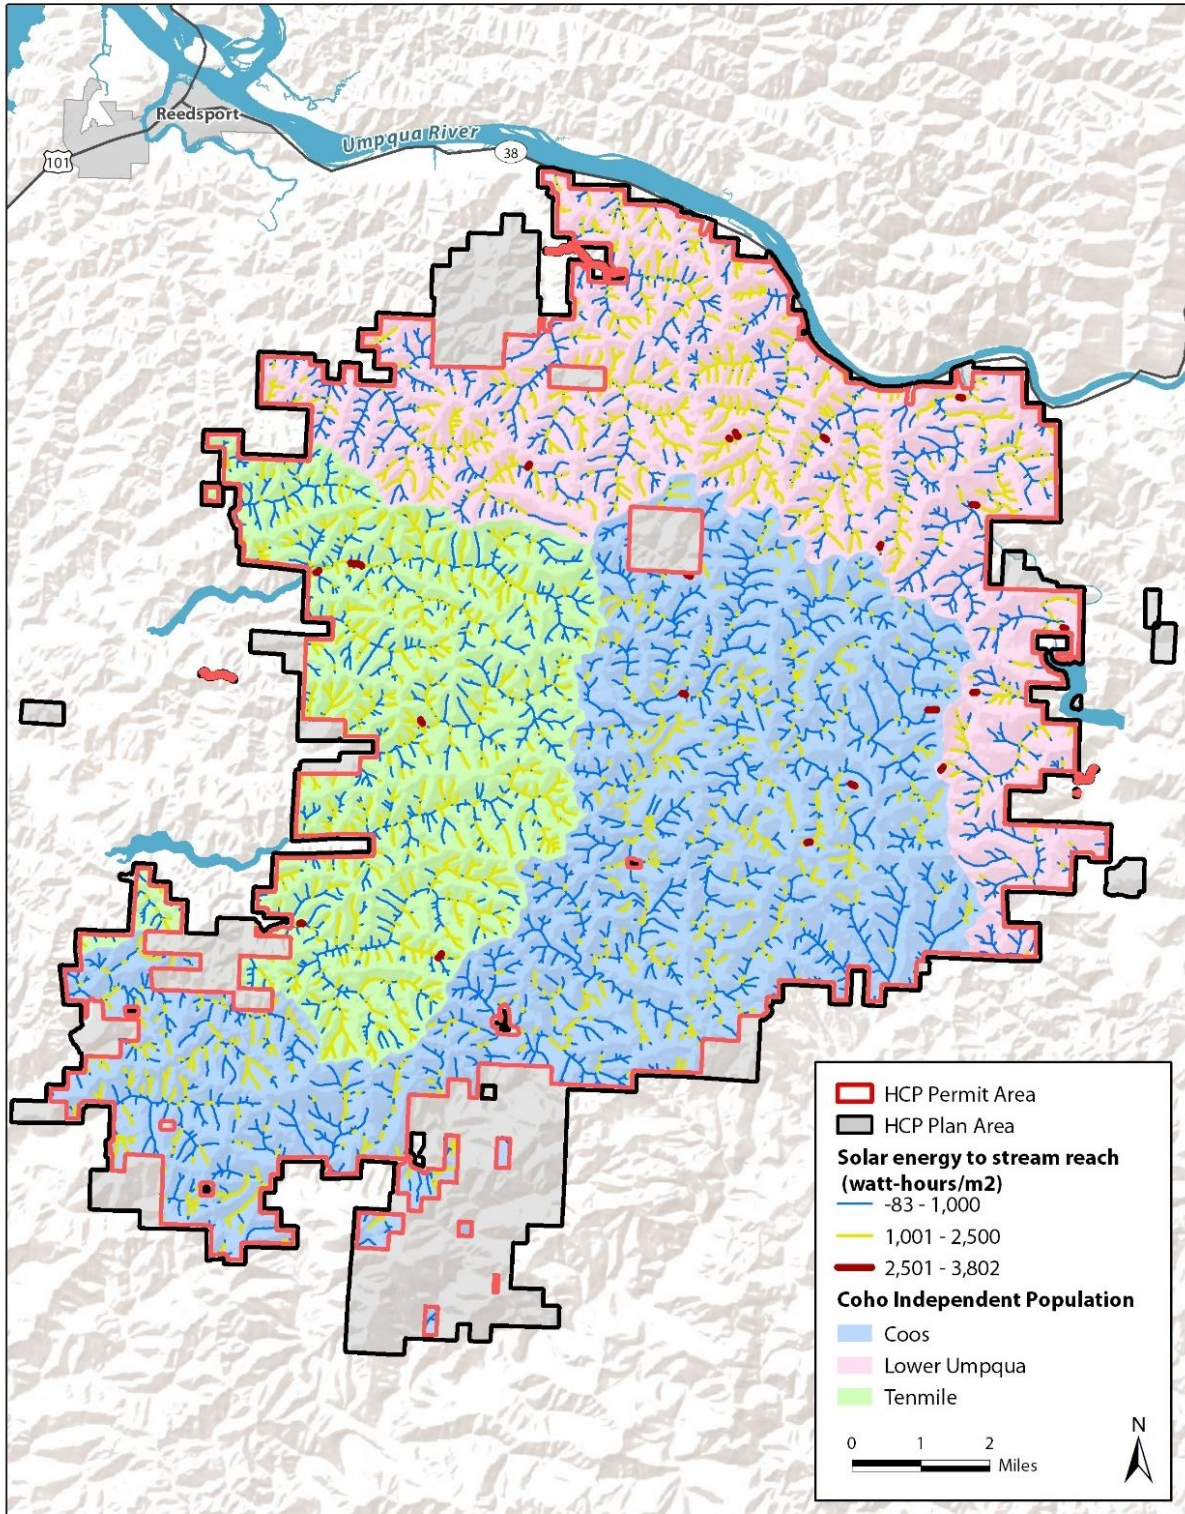 Reedsport
Umpqua River
101
38
HCP Permit Area
HCP Plan Area
Solar energy to stream reach
(watt-hours/m2)
-83 - 1,000
1,001 - 2,500
2,501 - 3,802
Coho Independent Population
Coos
Lower Umpqua
Tenmile
N
0 1 2
Miles